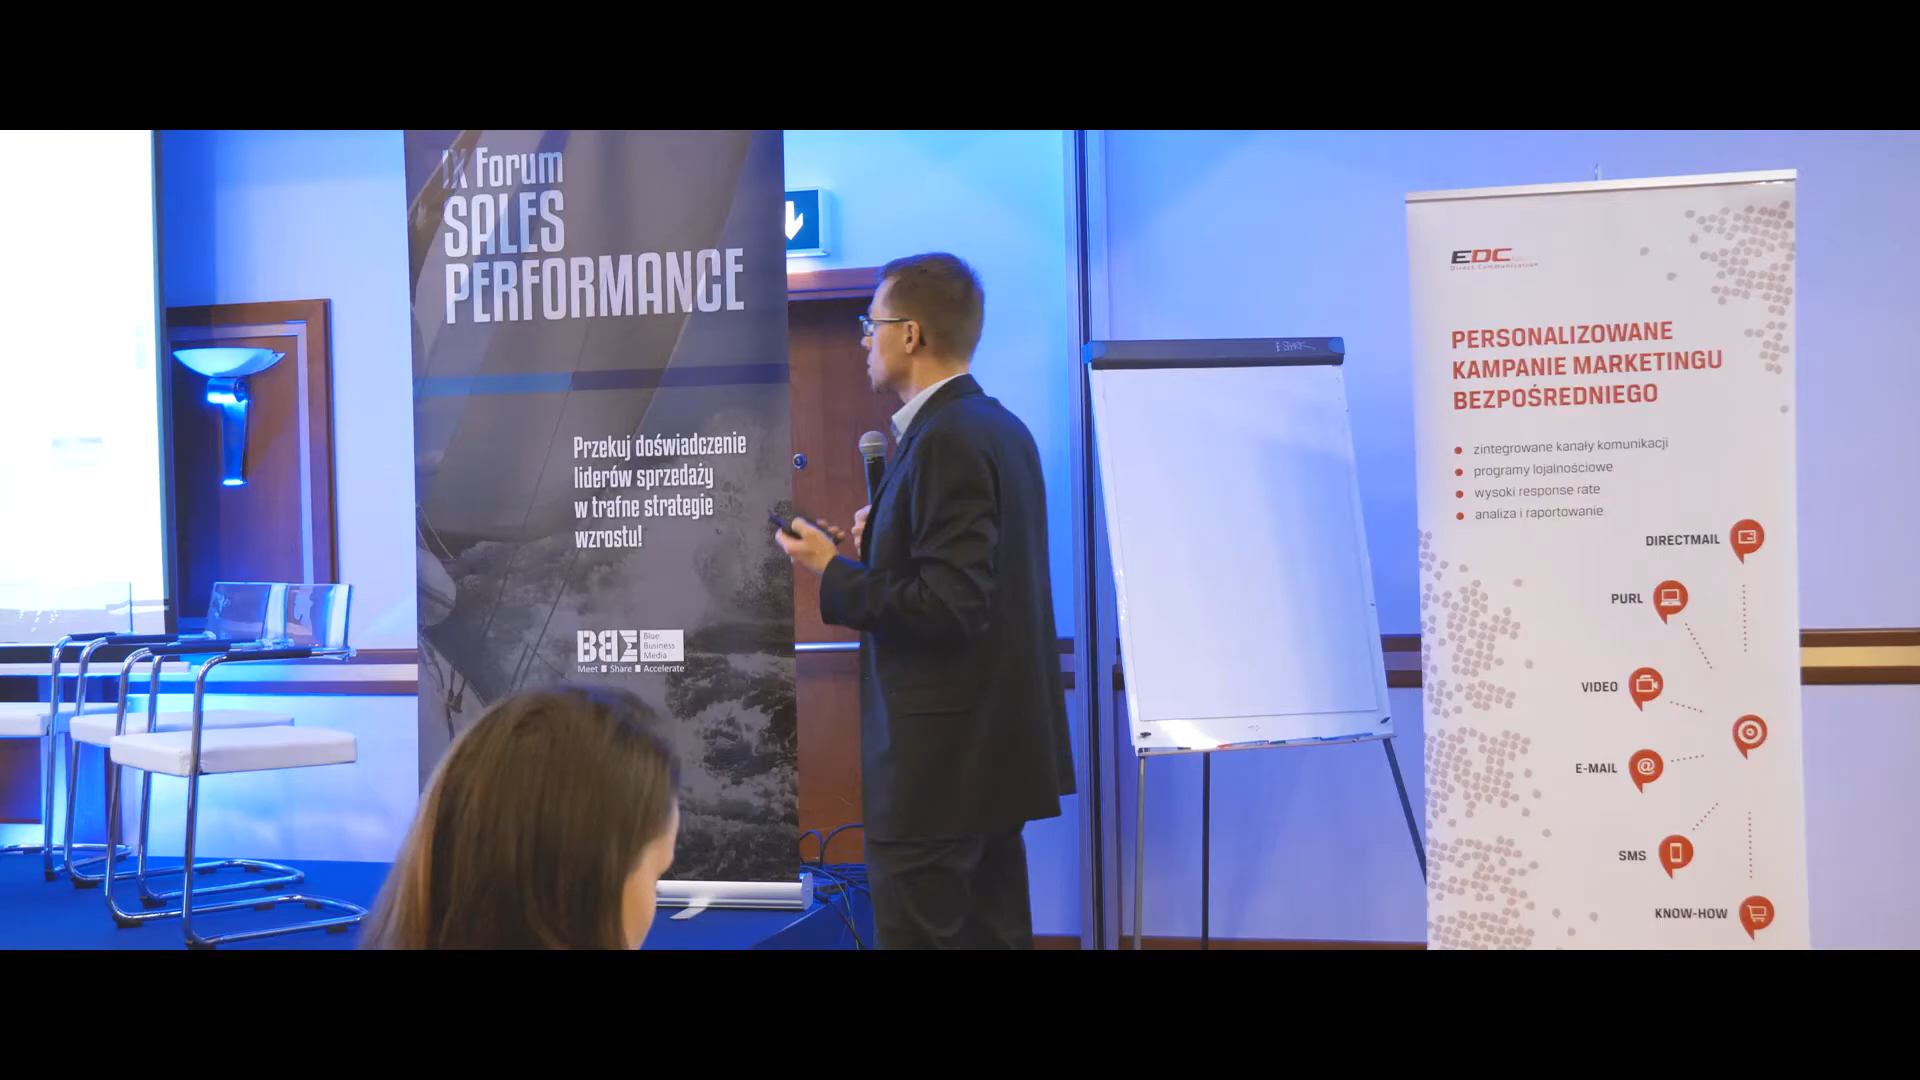 IX Forum
SALES
PERFORMANCE
Przekuj doświadczenie
liderów sprzedaży
w trafne strategie
wzrostu!
BBM
Blue
Business
Media
Meet Share Accelerate
EDC
Direct Communication
PERSONALIZOWANE
KAMPANIE MARKETINGU
BEZPOŚREDNIEGO
zintegrowane kanały komunikacji
programy lojalnościowe
wysoki response rate
analiza i raportowanie
DIRECTMAIL
PURL
VIDEO
E-MAIL
@
SMS
KNOW-HOW